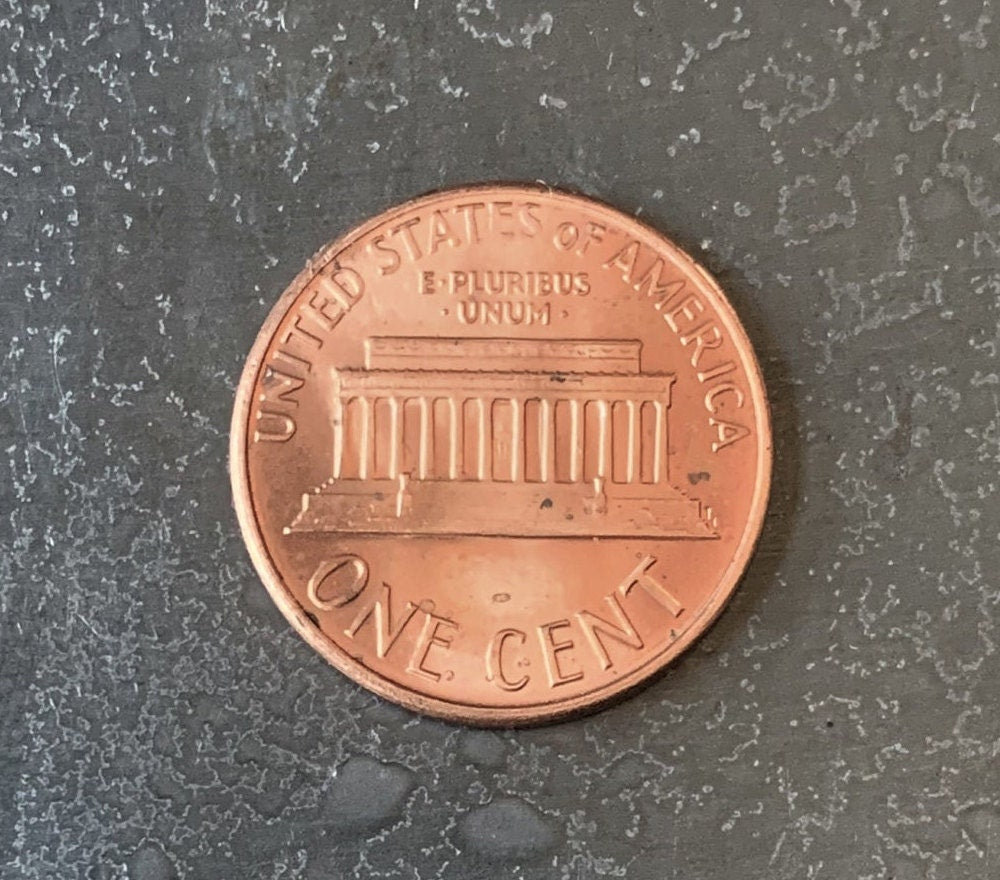 UNITED STATES OF AMERICA
E·PLURIBUS
·UNUM·
ONE CENT